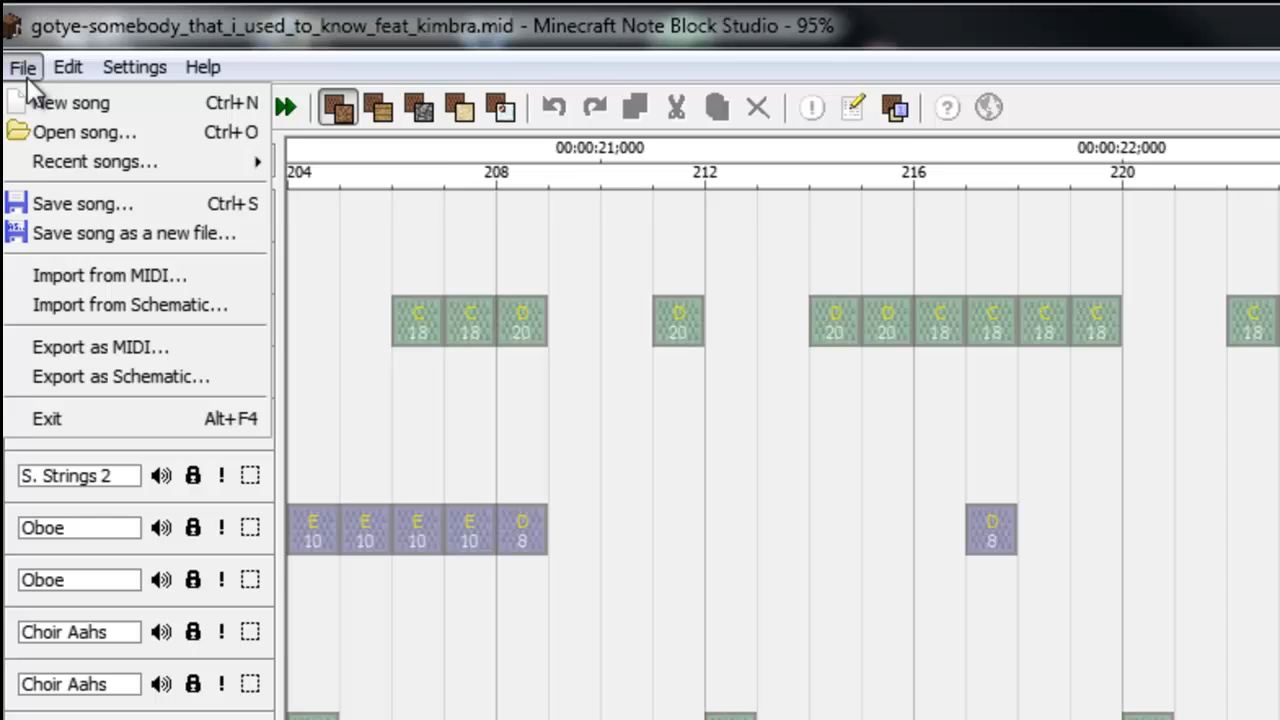 gotye-somebody_that_i_used_to_know_feat_kimbra.mid - Minecraft Note Block Studio - 95%
File Edit Settings Help
New song Ctrl+N
Open song... Ctrl+O
Recent songs...
Save song... Ctrl+S
Save song as a new file...
Import from MIDI...
Import from Schematic...
Export as MIDI...
Export as Schematic...
Exit Alt+F4
00:00:21;000 00:00:22;000
204 208 212 216 220
C C D D D D C C C C C
18 18 20 20 20 20 18 18 18 18 18
S. Strings 2
Oboe
E E E E D D
10 10 10 10 8 8
Oboe
Choir Aahs
Choir Aahs